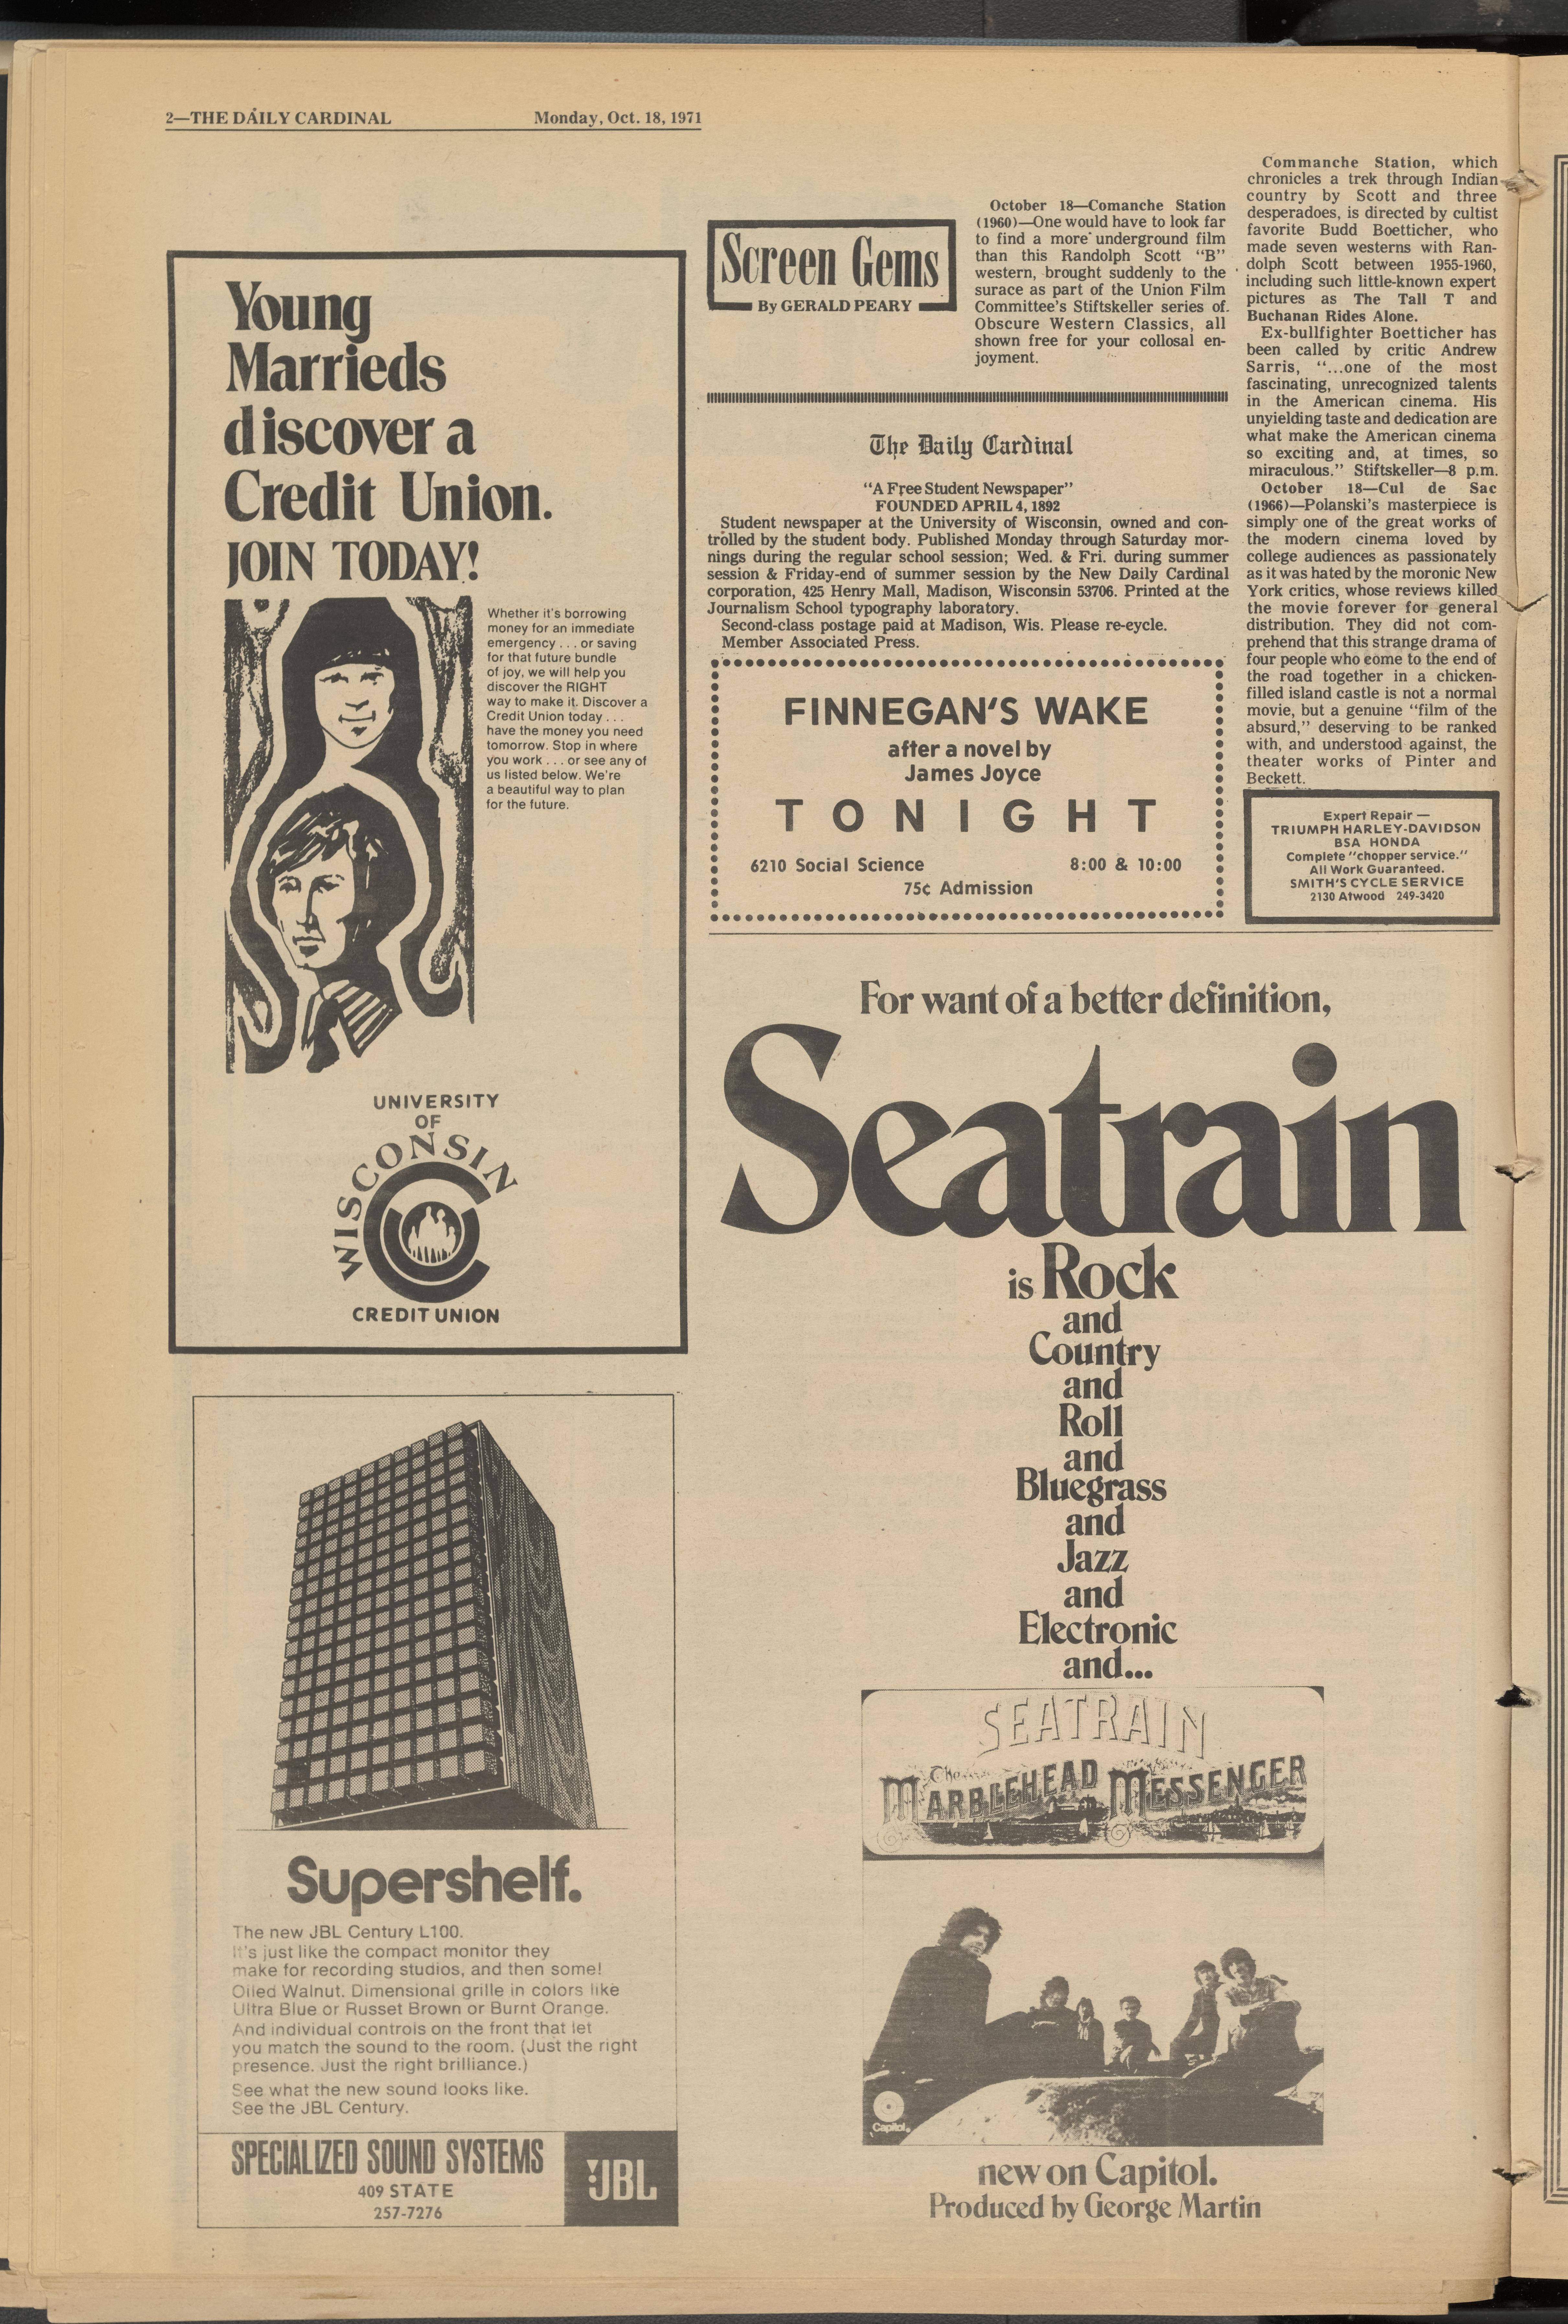 2—THE DAILY CARDINAL
Monday, Oct. 18, 1971
Young
Marrieds
discover a
Credit Union.
JOIN TODAY!
Whether it's borrowing
money for an immediate
emergency . . . or saving
for that future bundle
of joy, we will help you
discover the RIGHT
way to make it. Discover a
Credit Union today . . .
have the money you need
tomorrow. Stop in where
you work . . . or see any of
us listed below. We're
a beautiful way to plan
for the future.
UNIVERSITY
OF
WISCONSIN
CREDIT UNION
Supershelf.
The new JBL Century L100.
It's just like the compact monitor they
make for recording studios, and then some!
Oiled Walnut. Dimensional grille in colors like
Ultra Blue or Russet Brown or Burnt Orange.
And individual controls on the front that let
you match the sound to the room. (Just the right
presence. Just the right brilliance.)
See what the new sound looks like.
See the JBL Century.
SPECIALIZED SOUND SYSTEMS
409 STATE
257-7276
JBL
Screen Gems
By GERALD PEARY
October 18—Comanche Station
(1960)—One would have to look far
to find a more underground film
than this Randolph Scott "B"
western, brought suddenly to the
surace as part of the Union Film
Committee's Stiftskeller series of
Obscure Western Classics, all
shown free for your collosal en-
joyment.
The Daily Cardinal
"A Free Student Newspaper"
FOUNDED APRIL 4, 1892
Student newspaper at the University of Wisconsin, owned and con-
trolled by the student body. Published Monday through Saturday mor-
nings during the regular school session; Wed. & Fri. during summer
session & Friday-end of summer session by the New Daily Cardinal
corporation, 425 Henry Mall, Madison, Wisconsin 53706. Printed at the
Journalism School typography laboratory.
Second-class postage paid at Madison, Wis. Please re-cycle.
Member Associated Press.
FINNEGAN'S WAKE
after a novel by
James Joyce
TONIGHT
6210 Social Science 8:00 & 10:00
75¢ Admission
Commanche Station, which
chronicles a trek through Indian
country by Scott and three
desperadoes, is directed by cultist
favorite Budd Boetticher, who
made seven westerns with Ran-
dolph Scott between 1955-1960,
including such little-known expert
pictures as The Tall T and
Buchanan Rides Alone.
Ex-bullfighter Boetticher has
been called by critic Andrew
Sarris, "...one of the most
fascinating, unrecognized talents
in the American cinema. His
unyielding taste and dedication are
what make the American cinema
so exciting and, at times, so
miraculous." Stiftskeller—8 p.m.
October 18—Cul de Sac
(1966)—Polanski's masterpiece is
simply one of the great works of
the modern cinema loved by
college audiences as passionately
as it was hated by the moronic New
York critics, whose reviews killed
the movie forever for general
distribution. They did not com-
prehend that this strange drama of
four people who come to the end of
the road together in a chicken-
filled island castle is not a normal
movie, but a genuine "film of the
absurd," deserving to be ranked
with, and understood against, the
theater works of Pinter and
Beckett.
Expert Repair —
TRIUMPH HARLEY-DAVIDSON
BSA HONDA
Complete "chopper service."
All Work Guaranteed.
SMITH'S CYCLE SERVICE
2130 Atwood 249-3420
For want of a better definition,
Seatrain
is Rock
and
Country
and
Roll
and
Bluegrass
and
Jazz
and
Electronic
and...
SEATRAIN
The
MARBLEHEAD MESSENGER
Capitol
new on Capitol.
Produced by George Martin